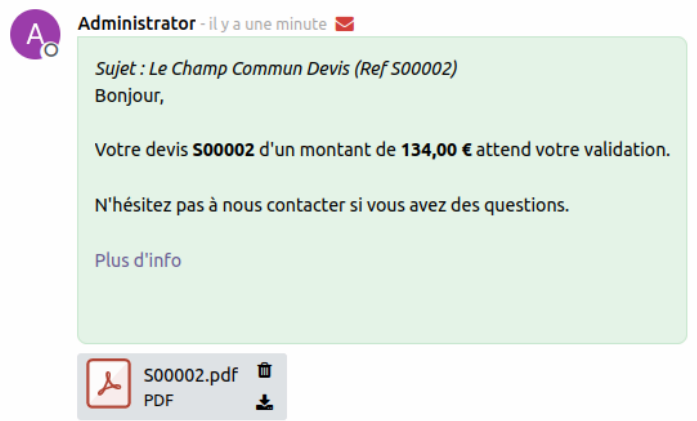 A
Administrator - il y a une minute
Sujet : Le Champ Commun Devis (Ref S00002)
Bonjour,
Votre devis S00002 d'un montant de 134,00 € attend votre validation.
N'hésitez pas à nous contacter si vous avez des questions.
Plus d'info
S00002.pdf
PDF